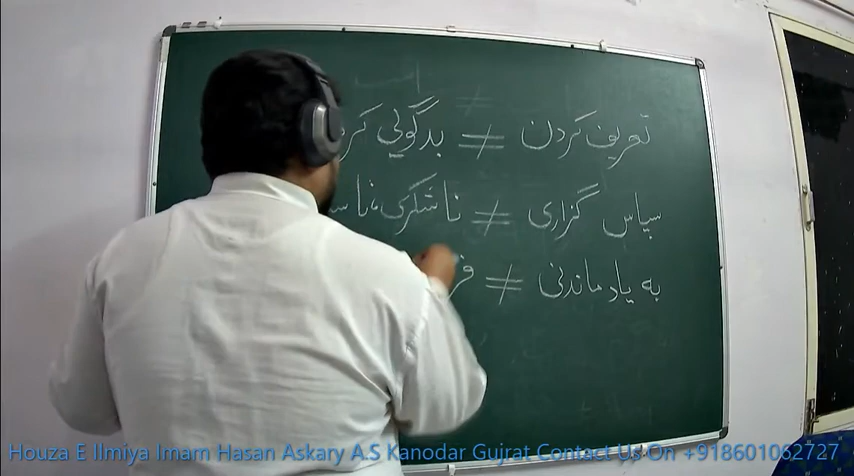 تعریف کردن ≠ بدگویی
سپاس گزاری ≠ ناشکری،
به یاد ماندنی ≠
Houza E Ilmiya Imam Hasan Askary A.S Kanodar Gujrat Contact Us On +918601062727